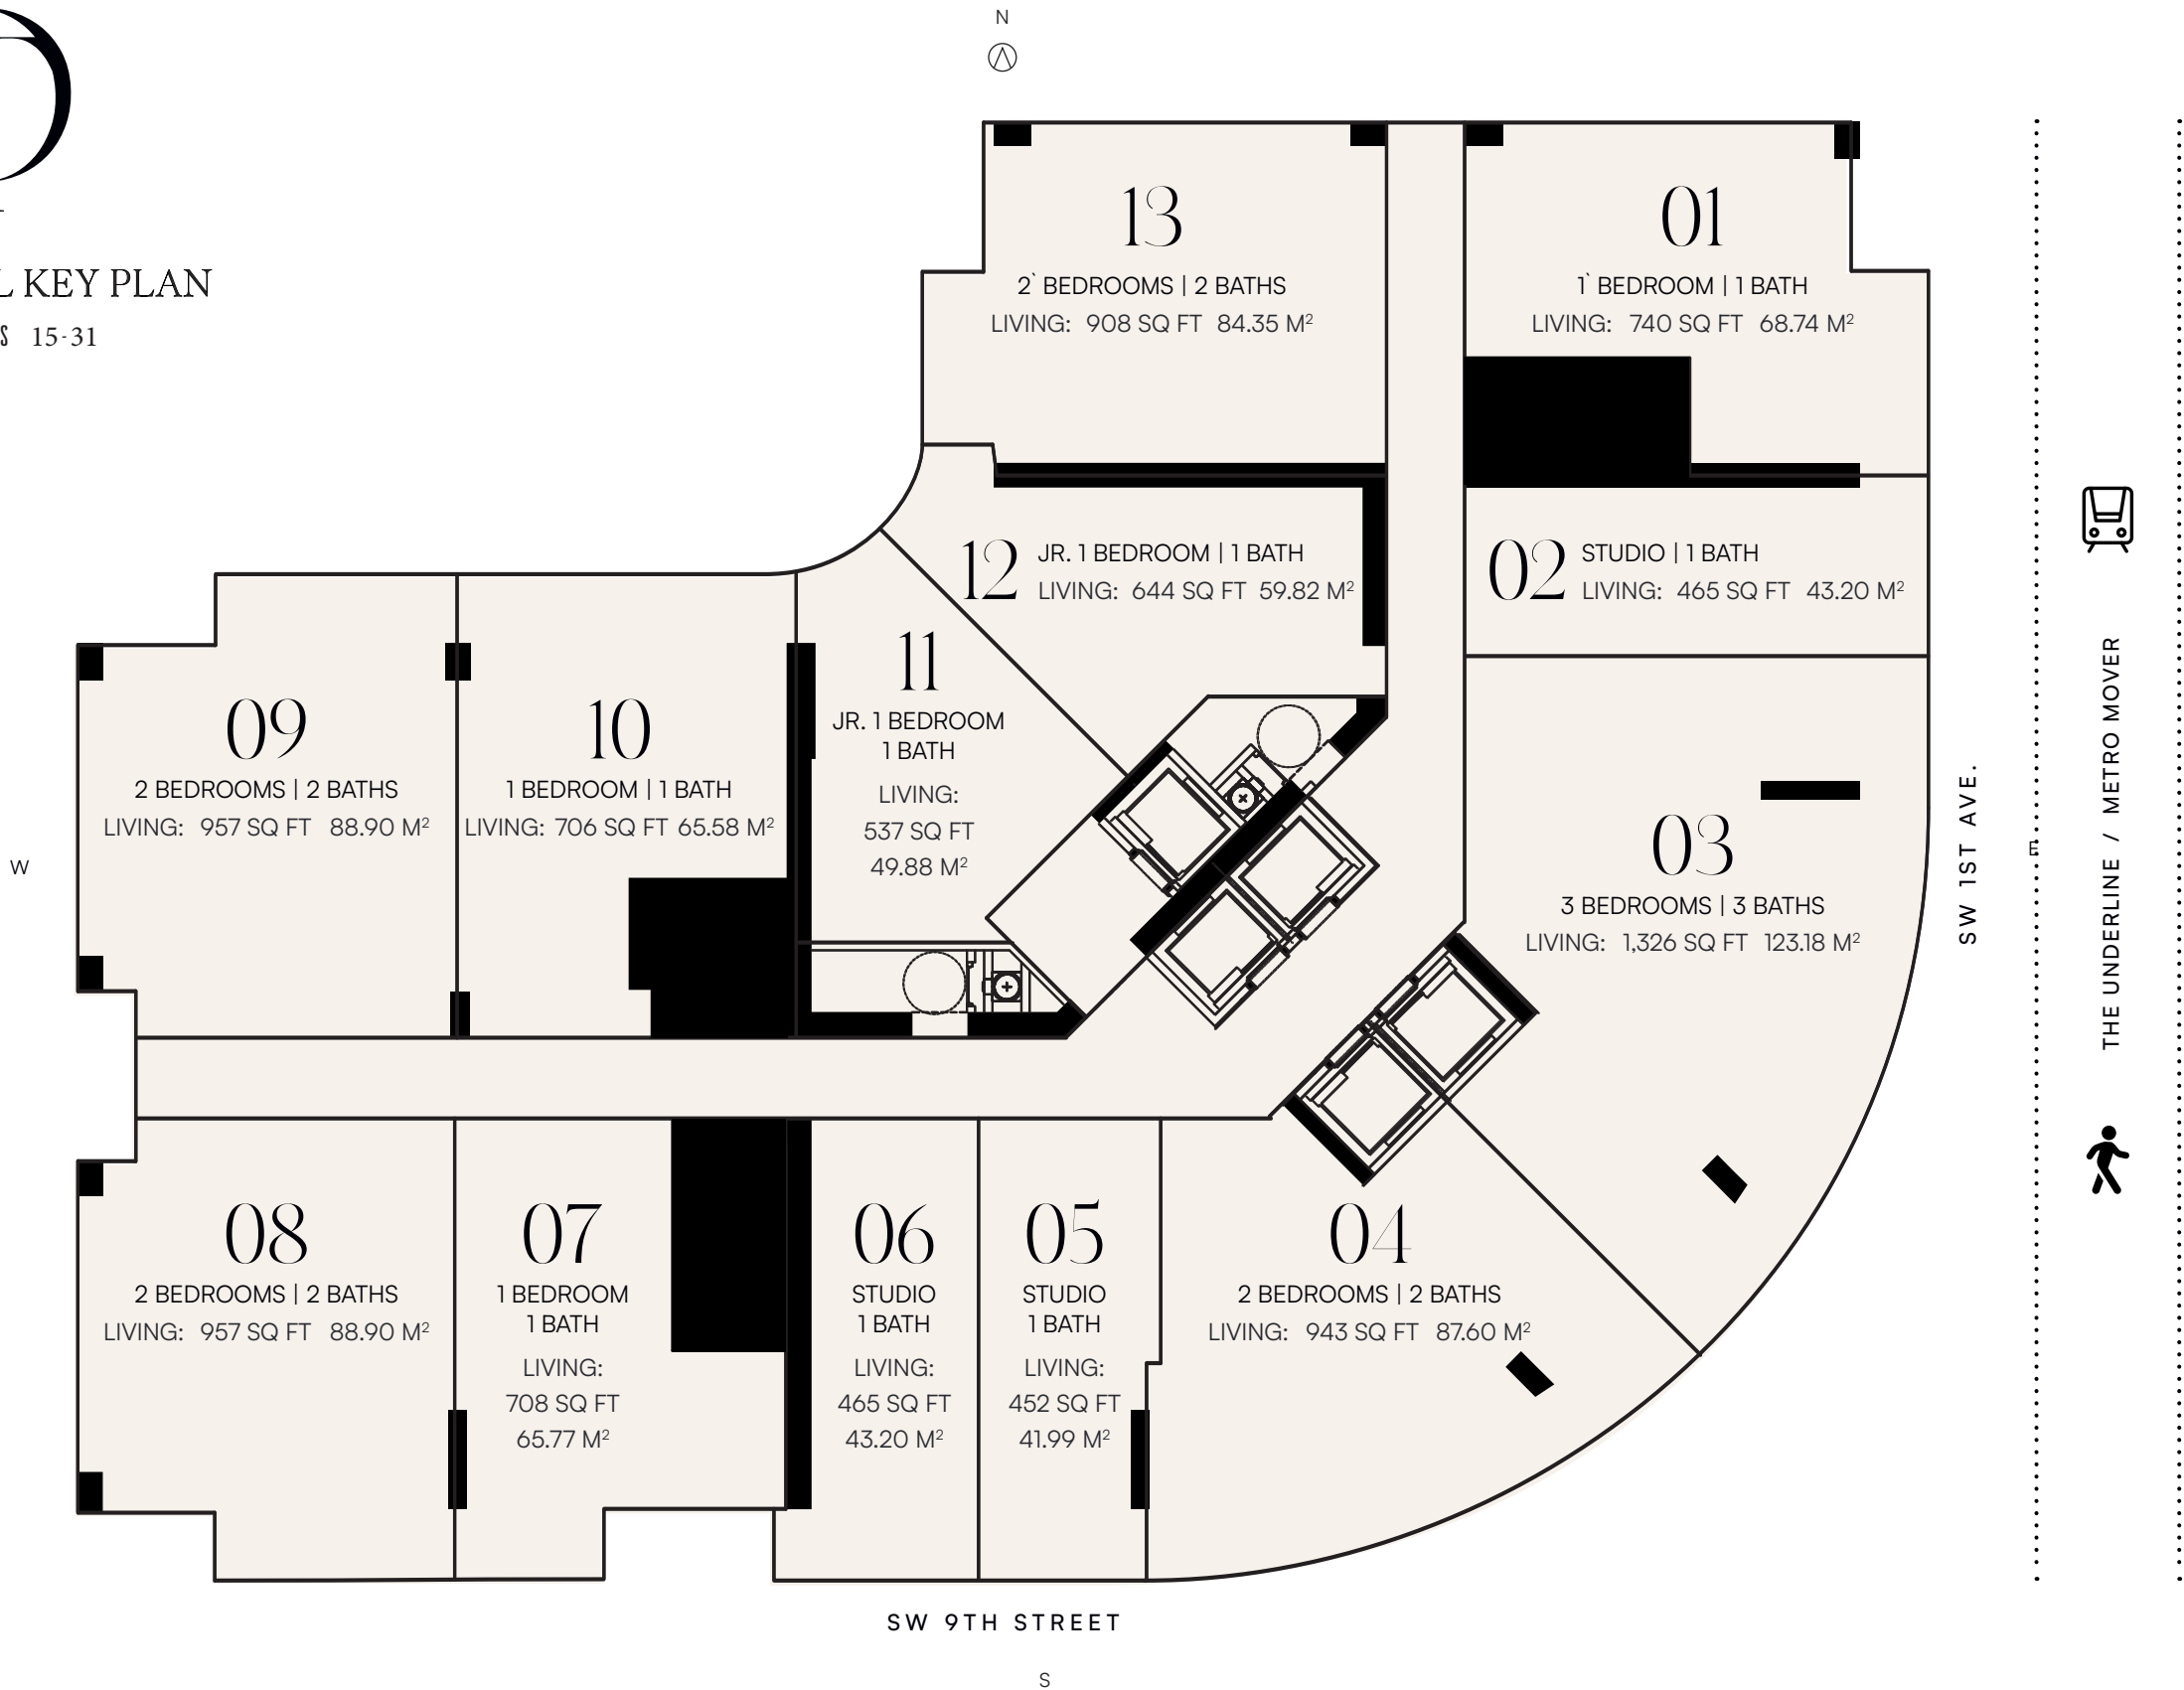 N
L KEY PLAN
S 15-31
13
2` BEDROOMS | 2 BATHS
LIVING: 908 SQ FT 84.35 M²
01
1` BEDROOM | 1 BATH
LIVING: 740 SQ FT 68.74 M²
12
JR. 1 BEDROOM | 1 BATH
LIVING: 644 SQ FT 59.82 M²
02
STUDIO | 1 BATH
LIVING: 465 SQ FT 43.20 M²
09
2 BEDROOMS | 2 BATHS
LIVING: 957 SQ FT 88.90 M²
10
1 BEDROOM | 1 BATH
LIVING: 706 SQ FT 65.58 M²
11
JR. 1 BEDROOM
1 BATH
LIVING:
537 SQ FT
49.88 M²
03
3 BEDROOMS | 3 BATHS
LIVING: 1,326 SQ FT 123.18 M²
W
E
SW 1ST AVE.
THE UNDERLINE / METRO MOVER
08
2 BEDROOMS | 2 BATHS
LIVING: 957 SQ FT 88.90 M²
07
1 BEDROOM
1 BATH
LIVING:
708 SQ FT
65.77 M²
06
STUDIO
1 BATH
LIVING:
465 SQ FT
43.20 M²
05
STUDIO
1 BATH
LIVING:
452 SQ FT
41.99 M²
04
2 BEDROOMS | 2 BATHS
LIVING: 943 SQ FT 87.60 M²
SW 9TH STREET
S